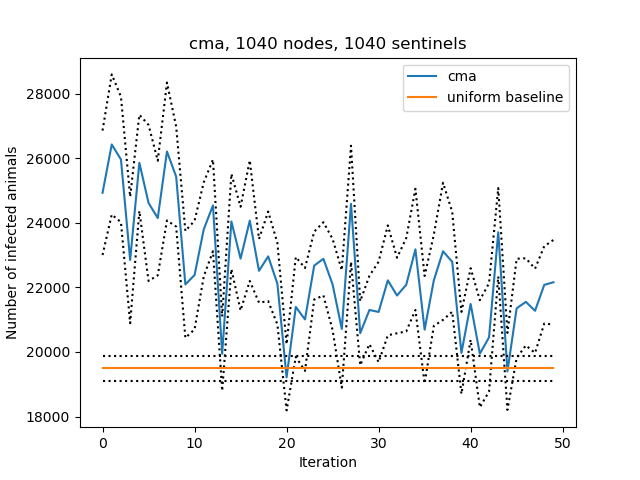 cma, 1040 nodes, 1040 sentinels
cma
uniform baseline
Number of infected animals
28000
26000
24000
22000
20000
18000
0 10 20 30 40 50
Iteration